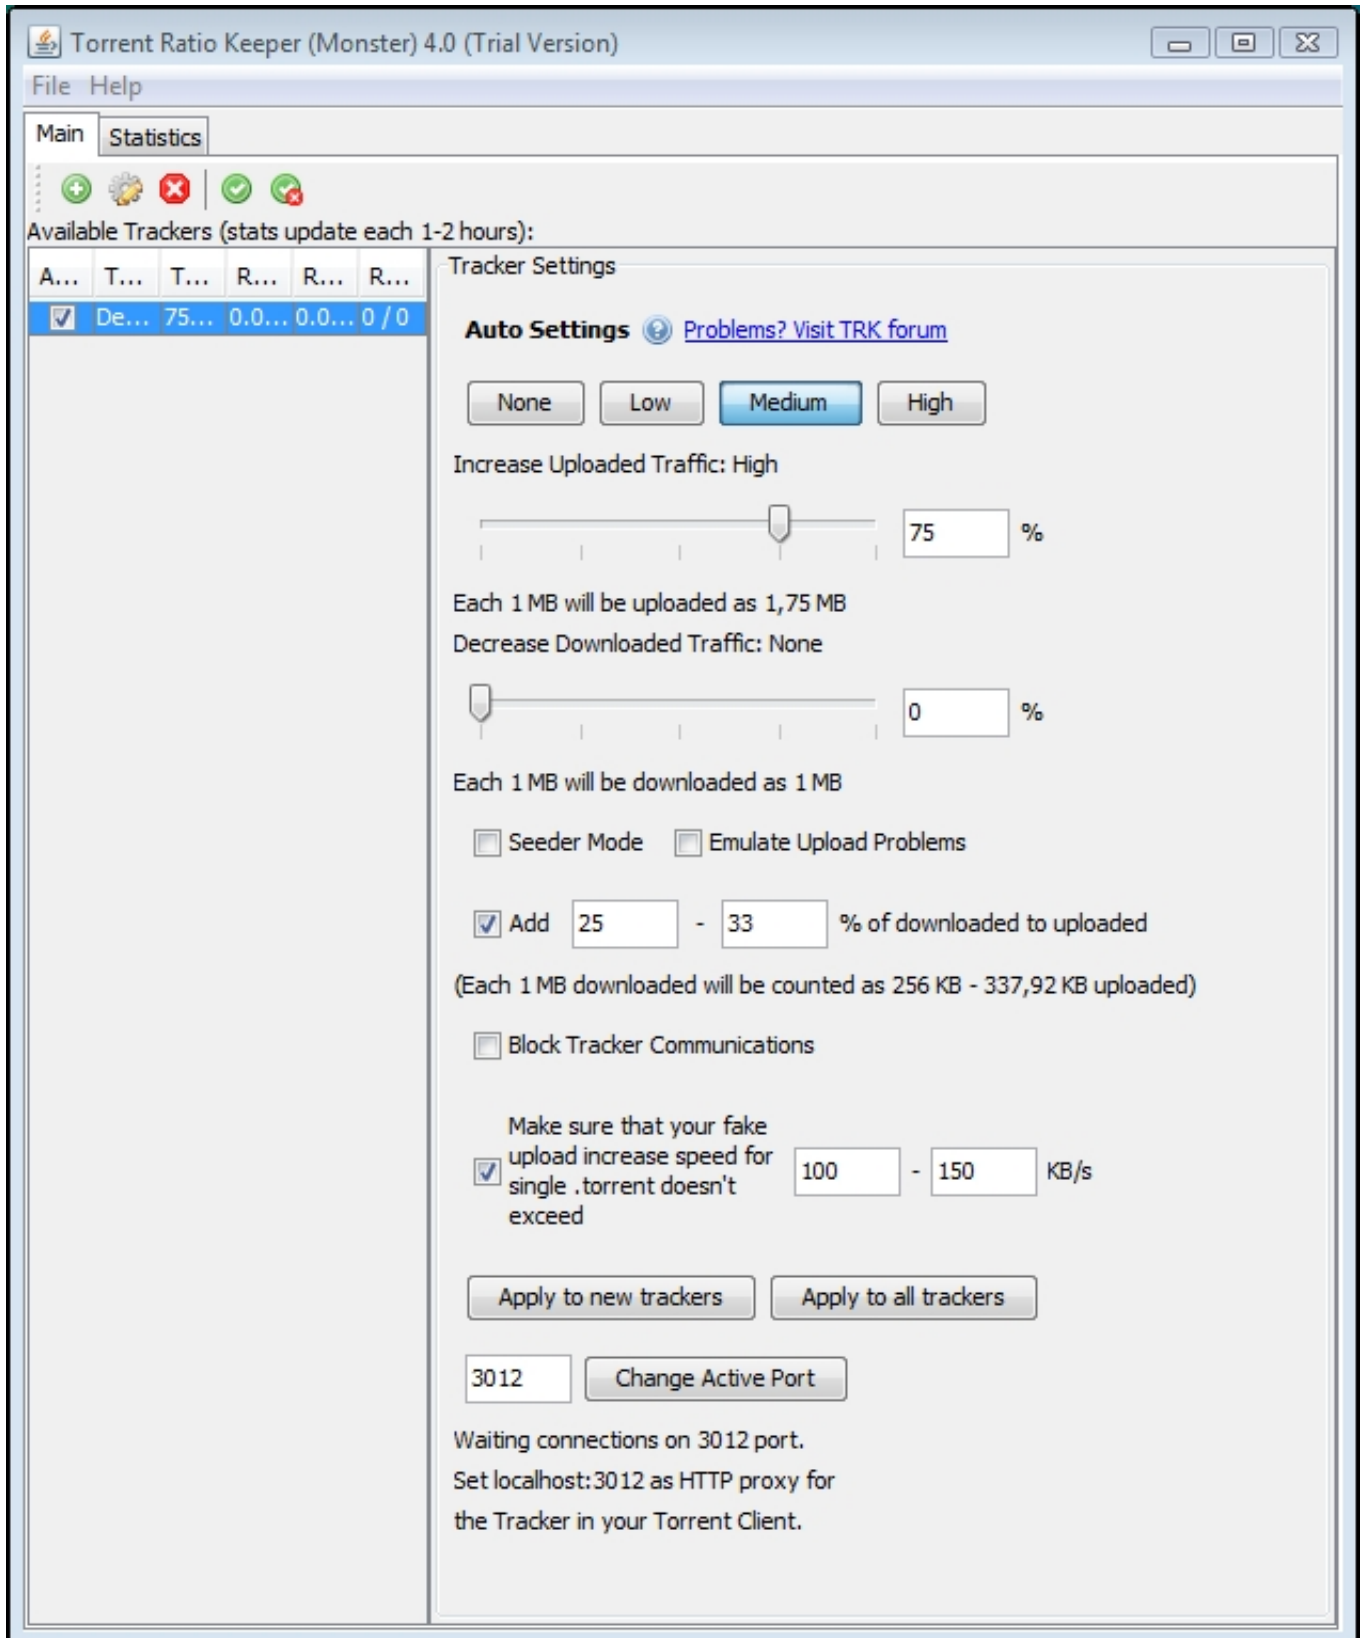 Torrent Ratio Keeper (Monster) 4.0 (Trial Version)
File Help
Main Statistics
Available Trackers (stats update each 1-2 hours):
A... T... T... R... R... R...
De... 75... 0.0... 0.0... 0 / 0
Tracker Settings
Auto Settings Problems? Visit TRK forum
None Low Medium High
Increase Uploaded Traffic: High
75 %
Each 1 MB will be uploaded as 1,75 MB
Decrease Downloaded Traffic: None
0 %
Each 1 MB will be downloaded as 1 MB
Seeder Mode Emulate Upload Problems
Add 25 - 33 % of downloaded to uploaded
(Each 1 MB downloaded will be counted as 256 KB - 337,92 KB uploaded)
Block Tracker Communications
Make sure that your fake
upload increase speed for
single .torrent doesn't
exceed
100 - 150 KB/s
Apply to new trackers Apply to all trackers
3012 Change Active Port
Waiting connections on 3012 port.
Set localhost:3012 as HTTP proxy for
the Tracker in your Torrent Client.